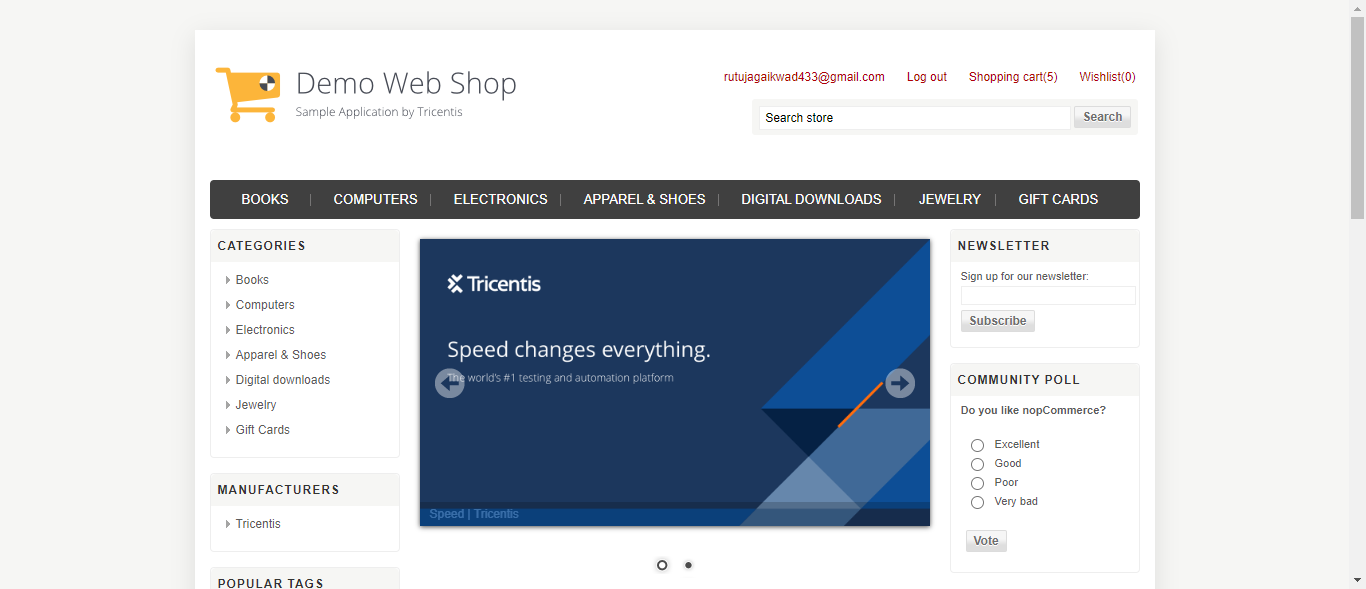 Demo Web Shop
Sample Application by Tricentis
rutujagaikwad433@gmail.com Log out Shopping cart(5) Wishlist(0)
Search store Search
BOOKS COMPUTERS ELECTRONICS APPAREL & SHOES DIGITAL DOWNLOADS JEWELRY GIFT CARDS
CATEGORIES
Books
Computers
Electronics
Apparel & Shoes
Digital downloads
Jewelry
Gift Cards
MANUFACTURERS
Tricentis
POPULAR TAGS
Tricentis
Speed changes everything.
The world's #1 testing and automation platform
Speed | Tricentis
NEWSLETTER
Sign up for our newsletter:
Subscribe
COMMUNITY POLL
Do you like nopCommerce?
Excellent
Good
Poor
Very bad
Vote